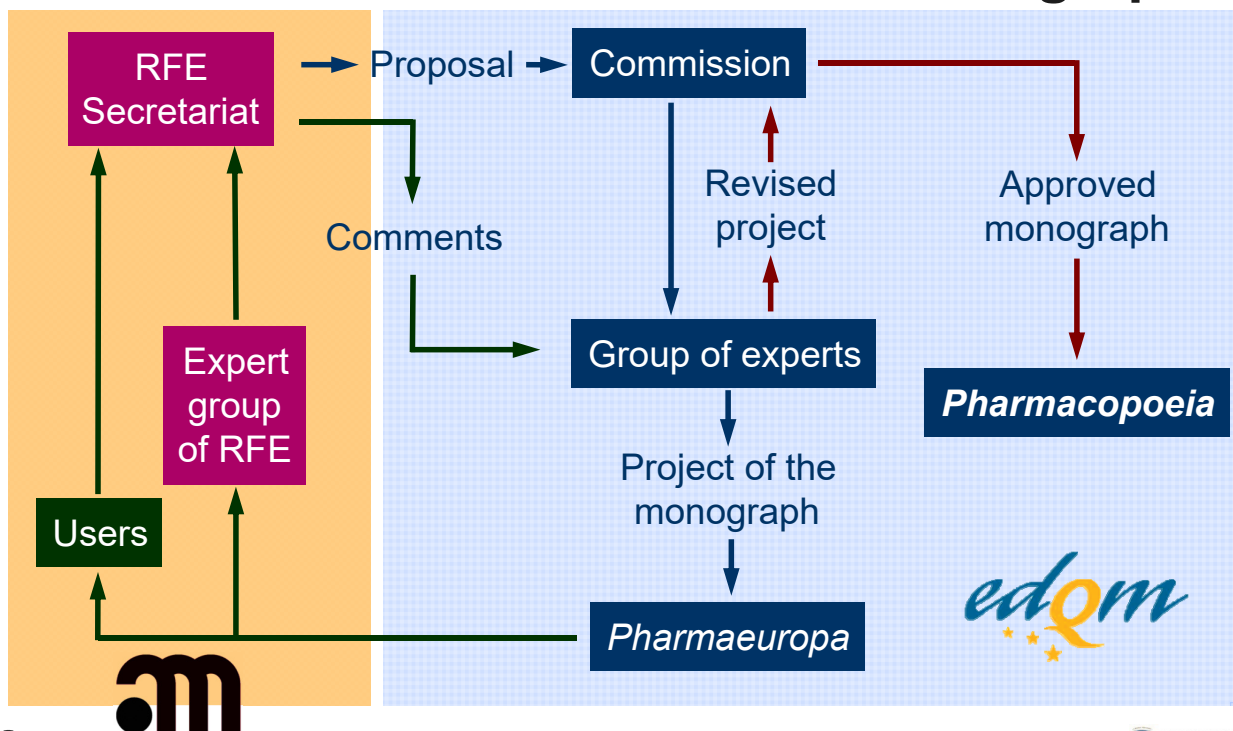 RFE
Secretariat
Proposal
Commission
Comments
Revised
project
Approved
monograph
Expert
group
of RFE
Group of experts
Pharmacopoeia
Users
Project of the
monograph
Pharmaeuropa
edQm
am